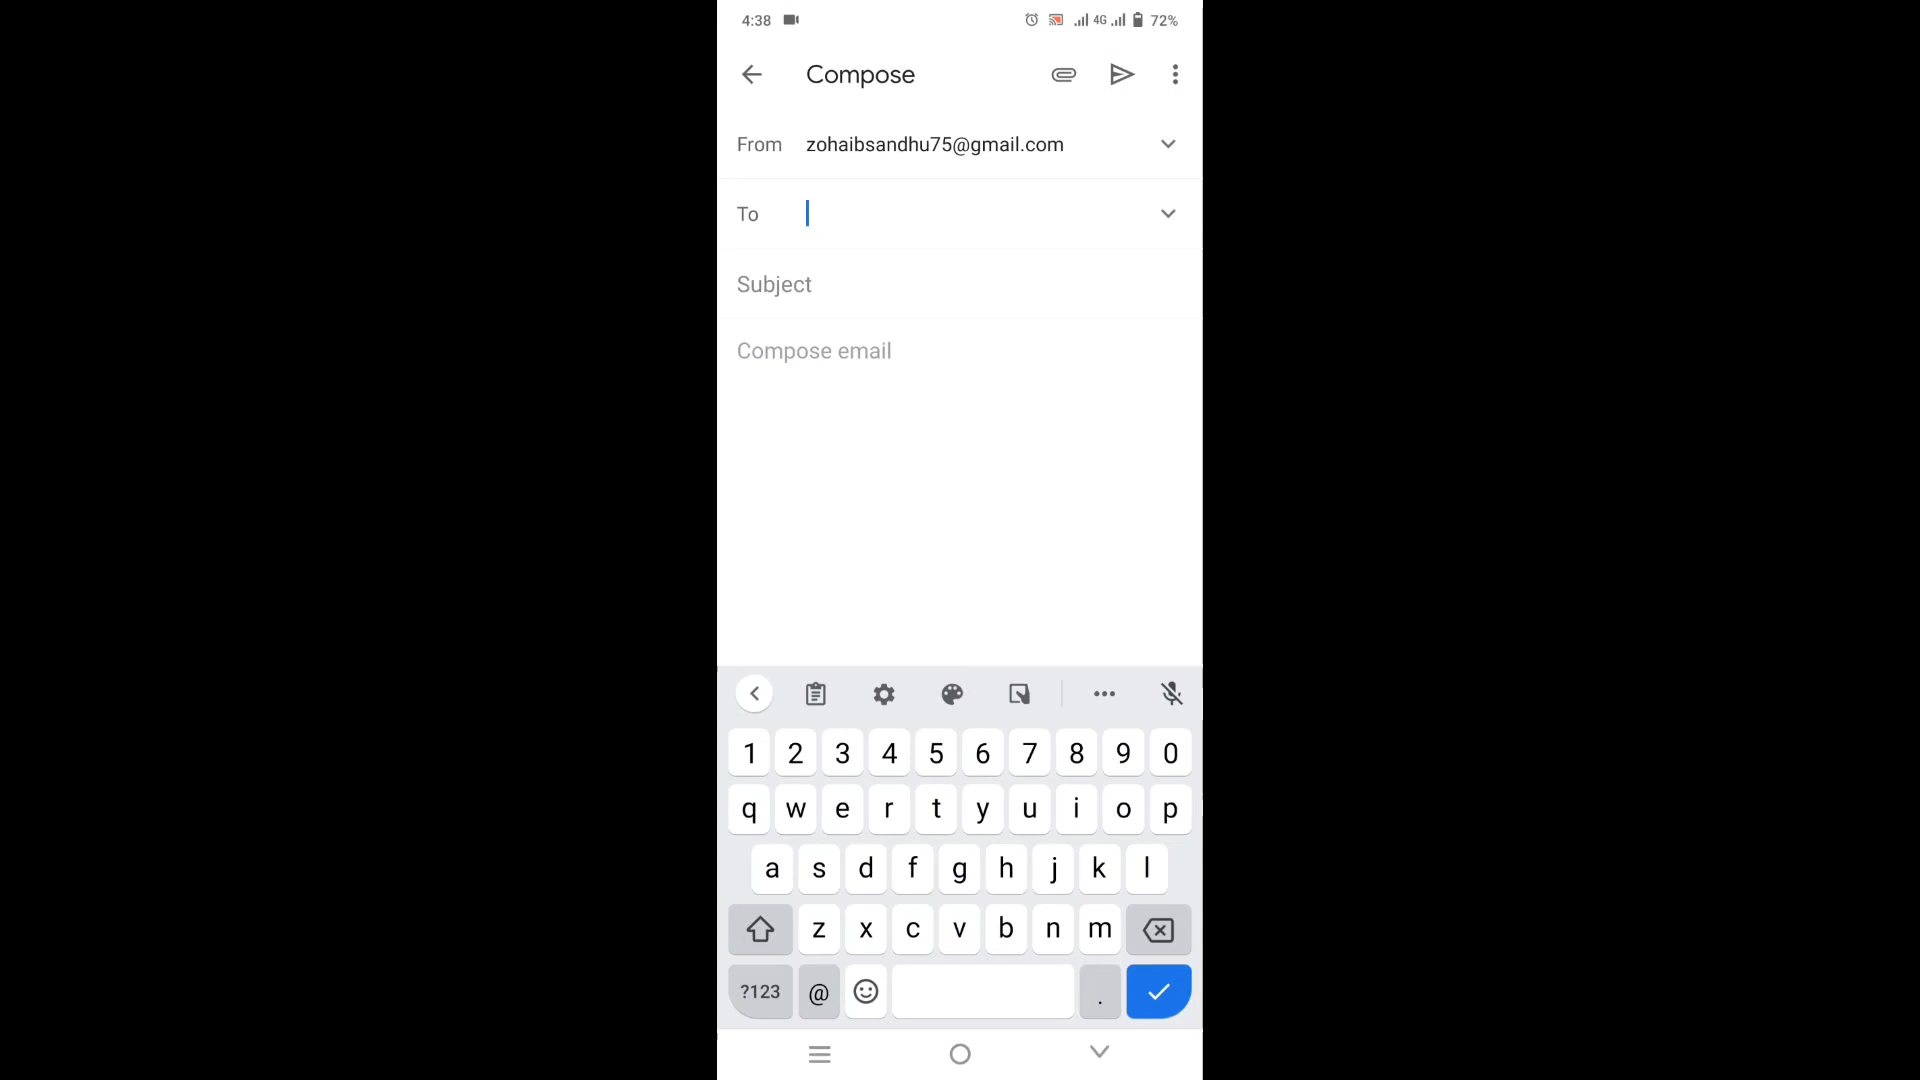 4:38 4G 72%
Compose
From zohaibsandhu75@gmail.com
To
Subject
Compose email
1 2 3 4 5 6 7 8 9 0
q w e r t y u i o p
a s d f g h j k l
z x c v b n m
?123 @ .